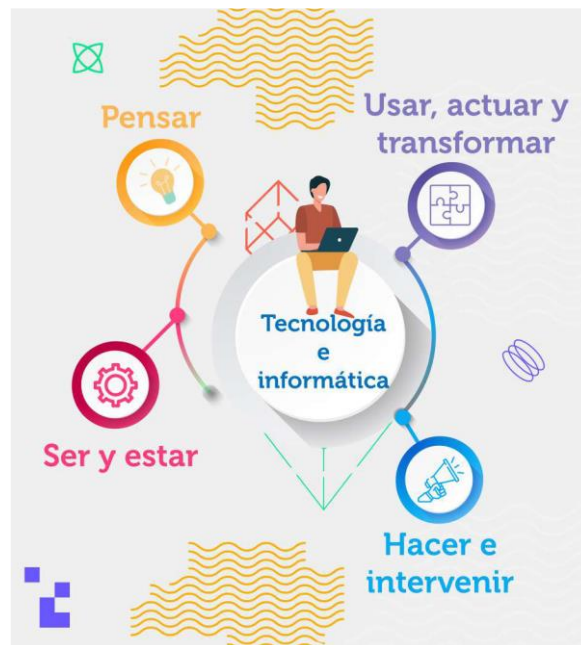 Pensar
Usar, actuar y
transformar
Tecnología
e
informática
Ser y estar
Hacer e
intervenir